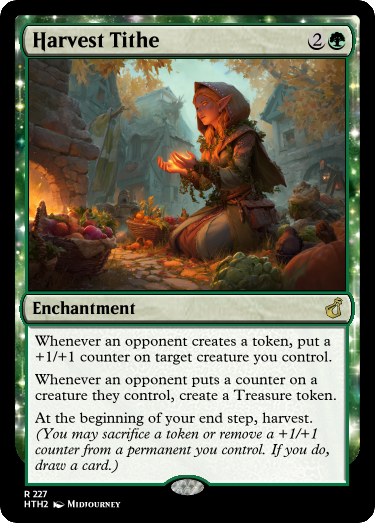 Harvest Tithe 2
Enchantment
Whenever an opponent creates a token, put a
+1/+1 counter on target creature you control.
Whenever an opponent puts a counter on a
creature they control, create a Treasure token.
At the beginning of your end step, harvest.
(You may sacrifice a token or remove a +1/+1
counter from a permanent you control. If you do,
draw a card.)
R 227
HTH2 Midjourney